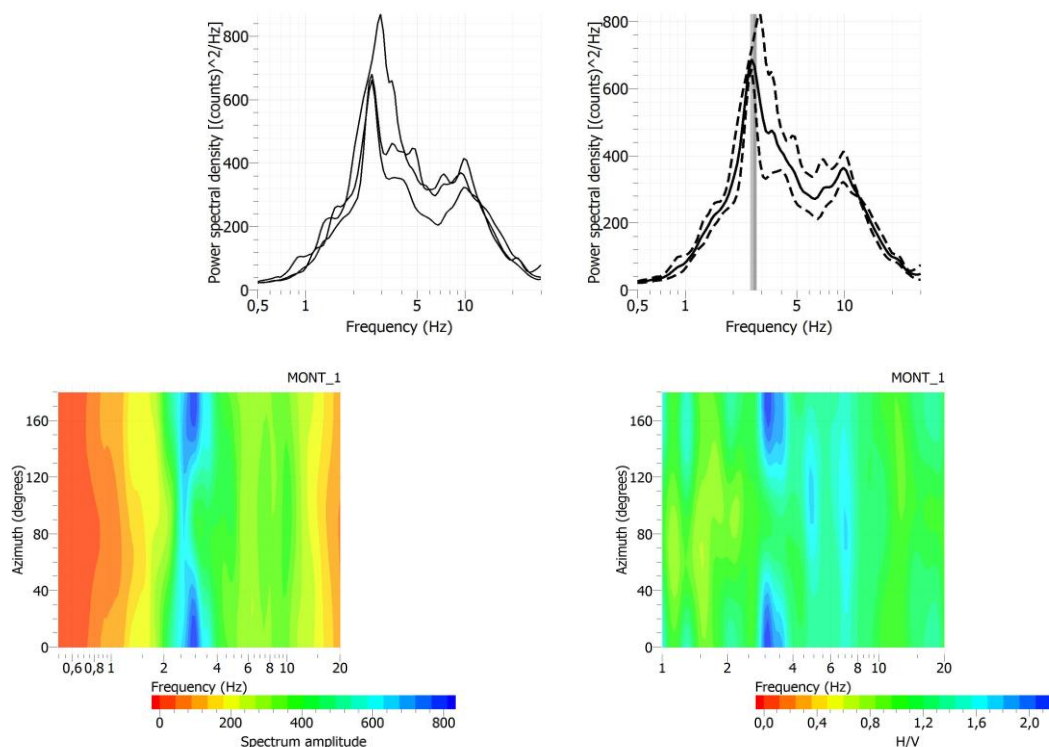 Power spectral density [(counts)^2/Hz]
800
600
400
200
0
0,5 1 5 10
Frequency (Hz)
Power spectral density [(counts)^2/Hz]
800
600
400
200
0
0,5 1 5 10
Frequency (Hz)
MONT_1
Azimuth (degrees)
160
120
80
40
0
0,6 0,8 1 2 4 6 8 10 20
Frequency (Hz)
0 200 400 600 800
Spectrum amplitude
MONT_1
Azimuth (degrees)
160
120
80
40
0
1 2 4 6 8 10 20
Frequency (Hz)
0,0 0,4 0,8 1,2 1,6 2,0
H/V